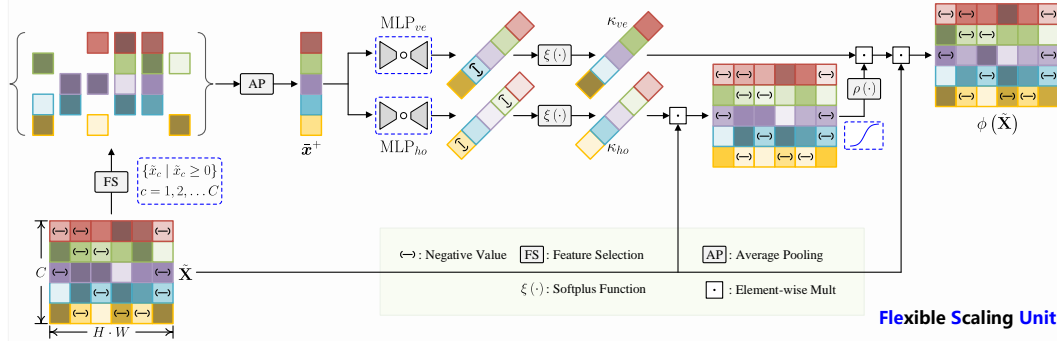 MLP_ve
κ_ve
ξ(·)
AP
x̄⁺
MLP_ho
ξ(·)
κ_ho
ρ(·)
ϕ(X̃)
FS
{x̃_c | x̃_c ≥ 0}
c = 1, 2, ... C
C
X̃
H · W
(−): Negative Value FS : Feature Selection AP : Average Pooling
ξ(·) : Softplus Function · : Element-wise Mult
Flexible Scaling Unit